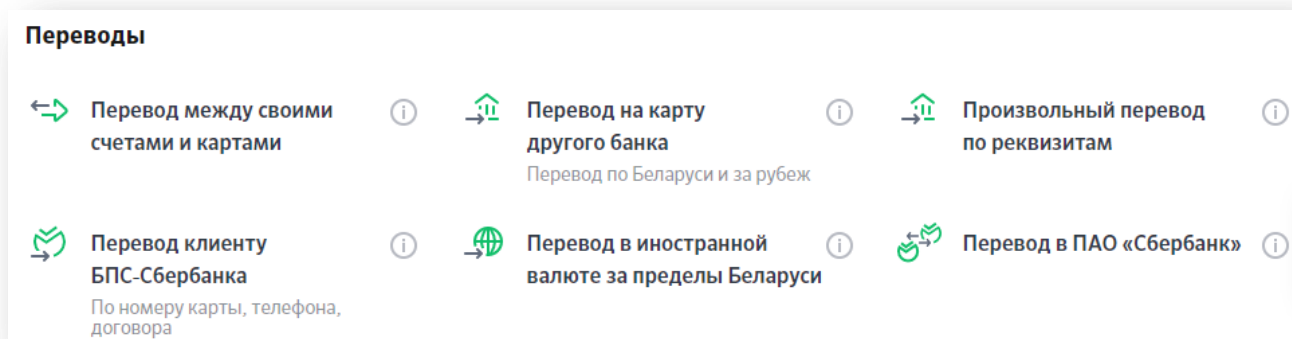 Переводы
Перевод между своими
счетами и картами
Перевод на карту
другого банка
Перевод по Беларуси и за рубеж
Произвольный перевод
по реквизитам
Перевод клиенту
БПС-Сбербанка
По номеру карты, телефона,
договора
Перевод в иностранной
валюте за пределы Беларуси
Перевод в ПАО «Сбербанк»